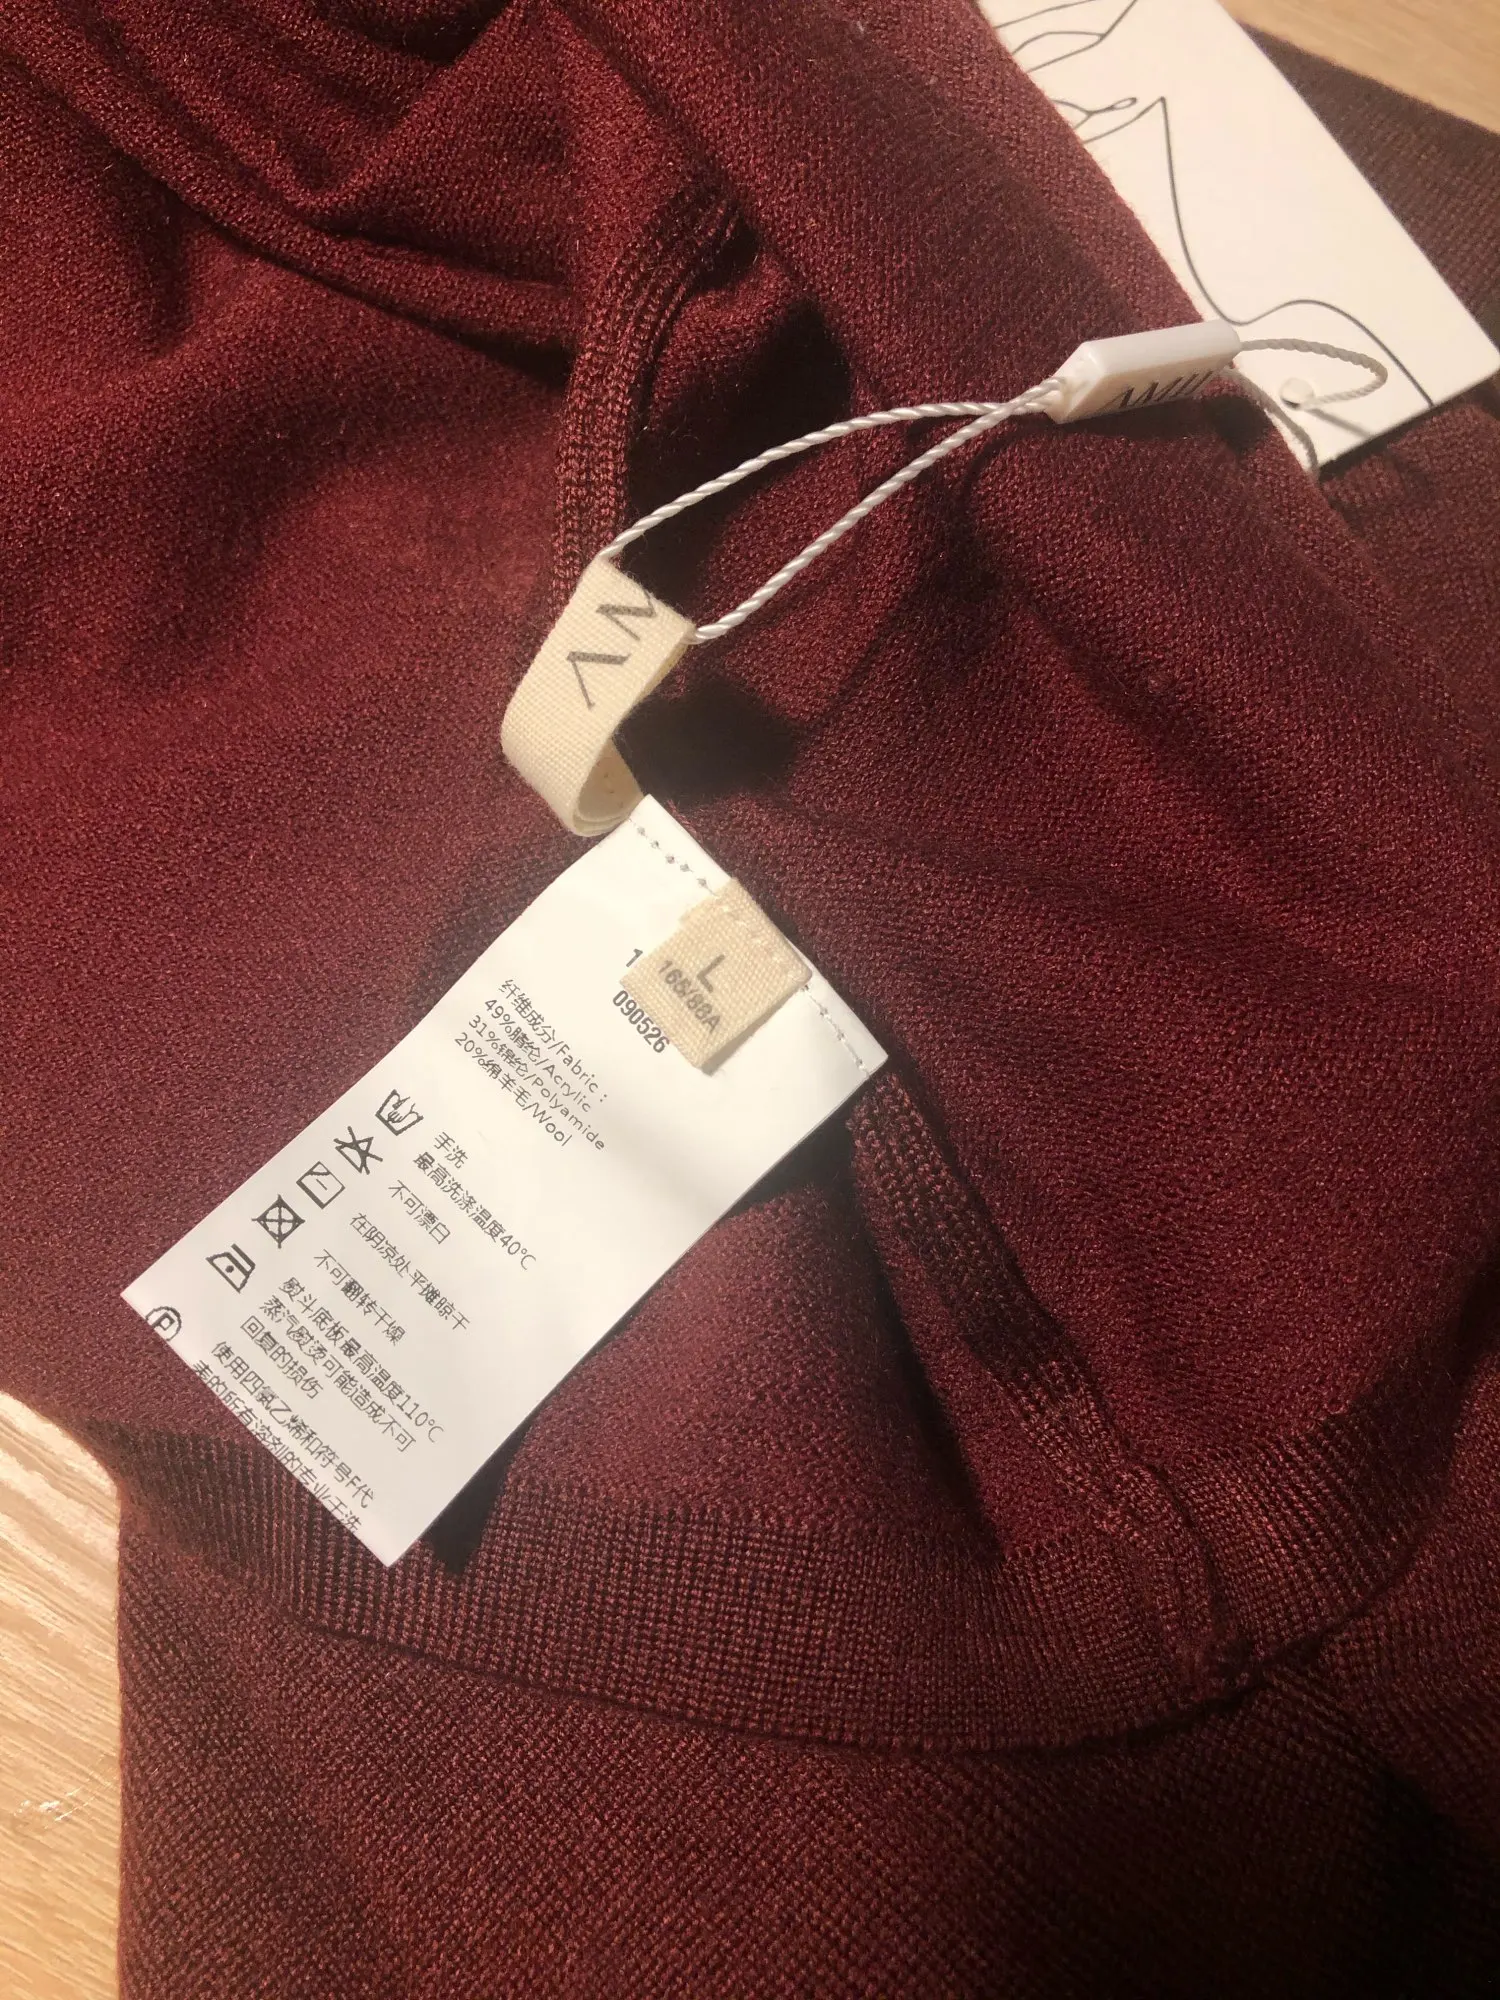 ΛMII
ΛM
L
168/88A
1
090526
纤维成分/Fabric：
49%腈纶/Acrylic
31%锦纶/Polyamide
20%绵羊毛/Wool
手洗
最高洗涤温度40℃
不可漂白
在阴凉处平摊晾干
不可翻转干燥
熨斗底板最高温度110℃
蒸汽熨烫可能造成不可
回复的损伤
P
使用四氯乙烯和符号F代
表的所有溶剂的专业干洗